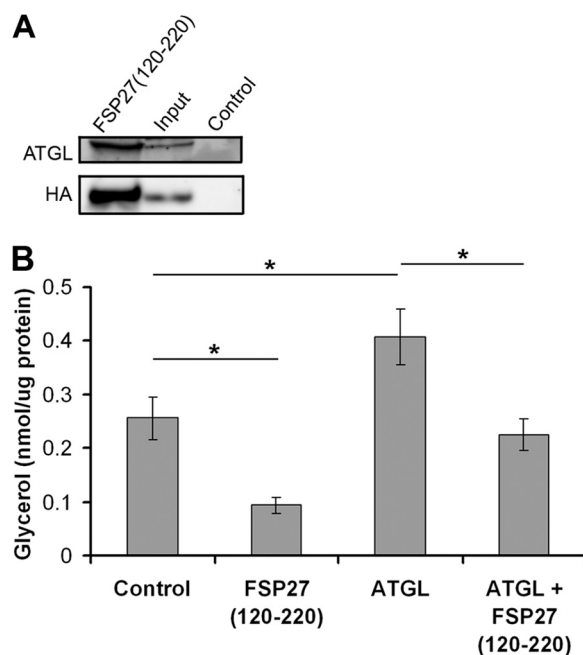 A
FSP27(120-220)
Input
Control
ATGL
HA
B
Glycerol (nmol/ug protein)
0.5
0.4
0.3
0.2
0.1
0
*
*
*
Control
FSP27
(120-220)
ATGL
ATGL +
FSP27
(120-220)